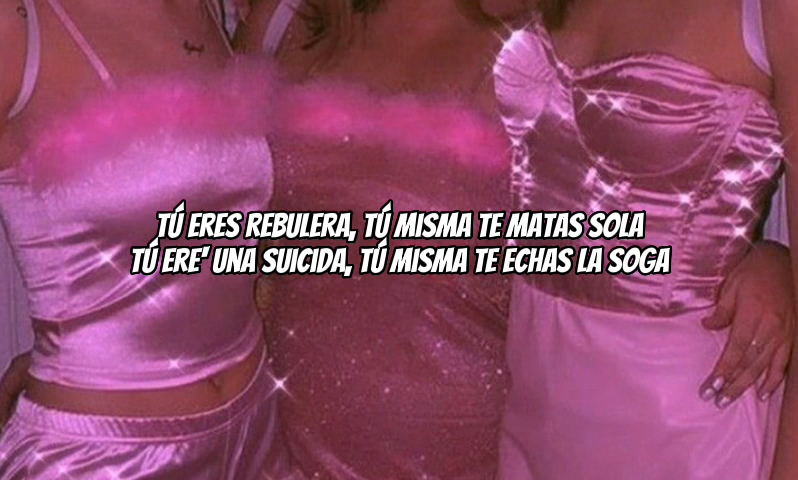 TÚ ERES REBULERA, TÚ MISMA TE MATAS SOLA
TÚ ERE' UNA SUICIDA, TÚ MISMA TE ECHAS LA SOGA